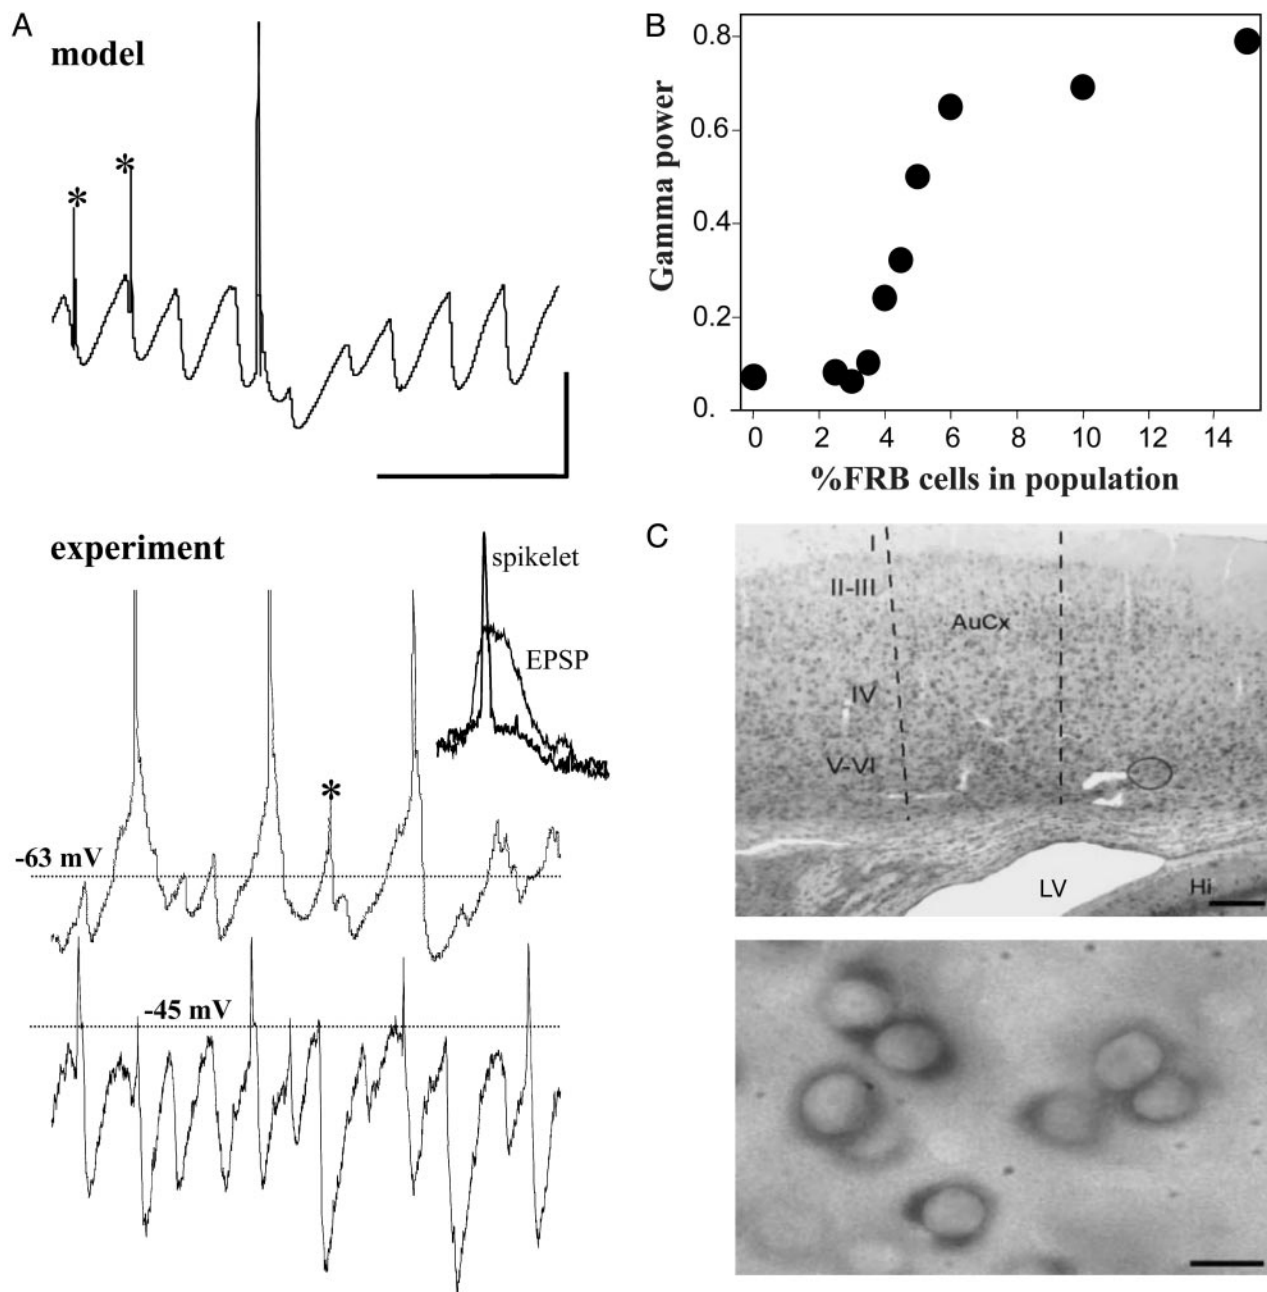 A
model
*
*
experiment
spikelet
EPSP
*
-63 mV
-45 mV
B
Gamma power
0.8
0.6
0.4
0.2
0.
0 2 4 6 8 10 12 14
%FRB cells in population
C
I
II-III
AuCx
IV
V-VI
LV
Hi